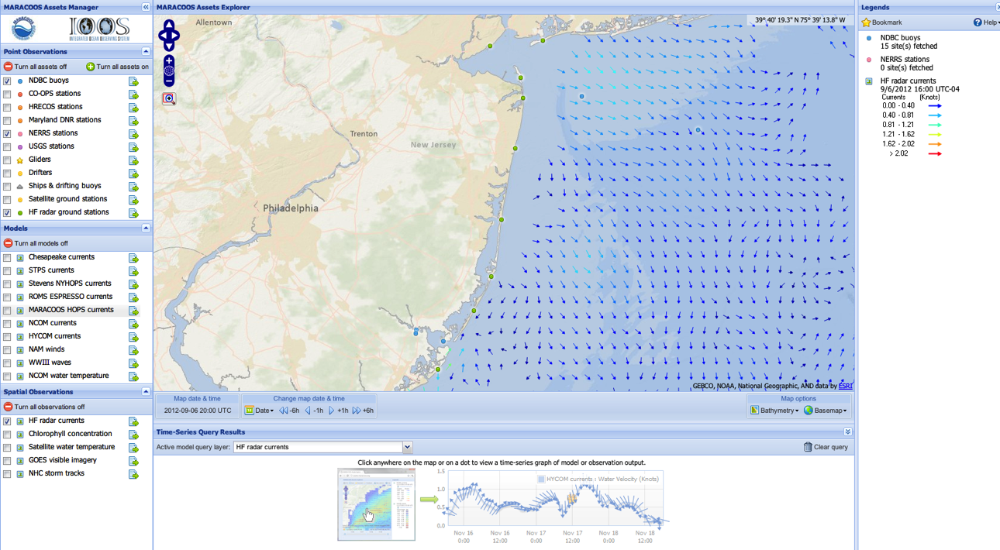 MARACOOS Assets Manager
MARACOOS
IOOS
INTEGRATED OCEAN OBSERVING SYSTEM
Point Observations
Turn all assets off
Turn all assets on
NDBC buoys
CO-OPS stations
HRECOS stations
Maryland DNR stations
NERRS stations
USGS stations
Gliders
Drifters
Ships & drifting buoys
Satellite ground stations
HF radar ground stations
Models
Turn all models off
Chesapeake currents
STPS currents
Stevens NYHOPS currents
ROMS ESPRESSO currents
MARACOOS HOPS currents
NCOM currents
HYCOM currents
NAM winds
WWIII waves
NCOM water temperature
Spatial Observations
Turn all observations off
HF radar currents
Chlorophyll concentration
Satellite water temperature
GOES visible imagery
NHC storm tracks
MARACOOS Assets Explorer
39° 40' 19.3" N 75° 39' 13.8" W
Allentown
Trenton
New Jersey
Philadelphia
GEBCO, NOAA, National Geographic, AND data by ESRI
Map date & time
2012-09-06 20:00 UTC
Change map date & time
Date
-6h
-1h
+1h
+6h
Map options
Bathymetry
Basemap
Time-Series Query Results
Active model query layer:
HF radar currents
Clear query
Click anywhere on the map or on a dot to view a time-series graph of model or observation output.
HYCOM currents : Water Velocity (Knots)
1.5
1.0
0.5
0.0
Nov 16 Nov 16 Nov 17 Nov 17 Nov 18 Nov 18
0:00 12:00 0:00 12:00 0:00 12:00
Legends
Bookmark
Help
NDBC buoys
15 site(s) fetched
NERRS stations
0 site(s) fetched
HF radar currents
9/6/2012 16:00 UTC-04
Currents (Knots)
0.00 - 0.40
0.40 - 0.81
0.81 - 1.21
1.21 - 1.62
1.62 - 2.02
> 2.02